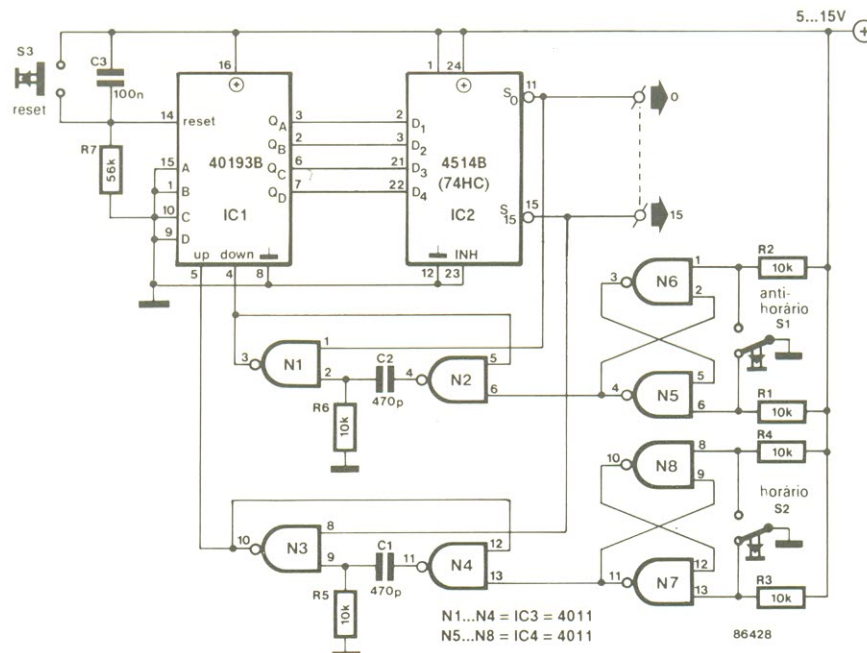 5...15V
S3
reset
C3
100n
R7
56k
16
14
reset
15 A
1 B
10 C
9 D
40193B
IC1
QA 3
QB 2
QC 6
QD 7
up down
5 4 8
1 24
2 D1
3 D2
21 D3
22 D4
4514B
(74HC)
IC2
S0 11
S15 15
INH
12 23
0
15
N6
3
1
2
R2
10k
anti-
horário
S1
N5
4
5
6
R1
10k
R4
10k
N8
10
8
9
horário
S2
N7
11
12
13
R3
10k
N1
3
1
2
C2
470p
R6
10k
N2
4
5
6
N3
10
8
9
C1
470p
R5
10k
N4
11
12
13
N1...N4 = IC3 = 4011
N5...N8 = IC4 = 4011
86428